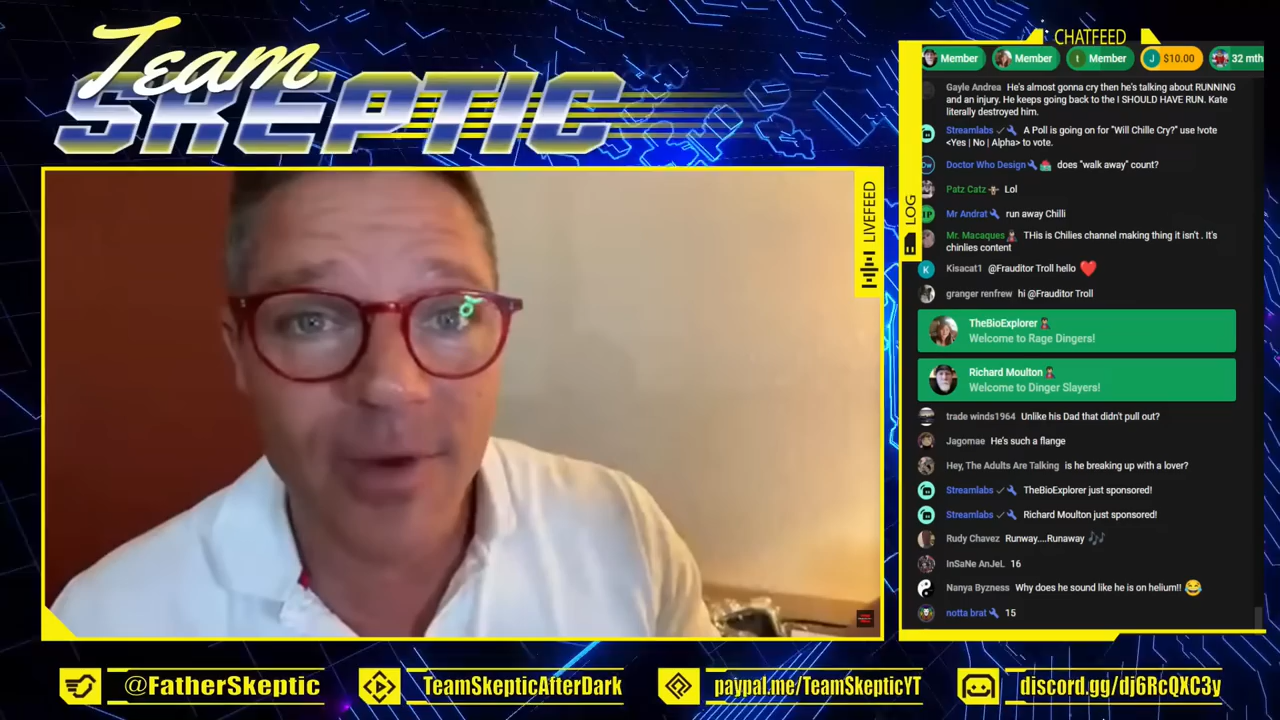 Team
SKEPTIC
LIVEFEED
CHATFEED
LOG
Member
Member
Member
$10.00
32 mth
Gayle Andrea He's almost gonna cry then he's talking about RUNNING
and an injury. He keeps going back to the I SHOULD HAVE RUN. Kate
literally destroyed him.
Streamlabs A Poll is going on for "Will Chille Cry?" use !vote
<Yes | No | Alpha> to vote.
Doctor Who Design does "walk away" count?
Patz Catz Lol
Mr Andrat run away Chilli
Mr. Macaques THis is Chilies channel making thing it isn't . It's
chinlies content
Kisacat1 @Frauditor Troll hello ❤️
granger renfrew hi @Frauditor Troll
TheBioExplorer
Welcome to Rage Dingers!
Richard Moulton
Welcome to Dinger Slayers!
trade winds1964 Unlike his Dad that didn't pull out?
Jagomae He's such a flange
Hey, The Adults Are Talking is he breaking up with a lover?
Streamlabs TheBioExplorer just sponsored!
Streamlabs Richard Moulton just sponsored!
Rudy Chavez Runway....Runaway 🎶
InSaNe AnJeL 16
Nanya Byzness Why does he sound like he is on helium!! 😂
notta brat 15
@FatherSkeptic
TeamSkepticAfterDark
paypal.me/TeamSkepticYT
discord.gg/dj6RcQXC3y